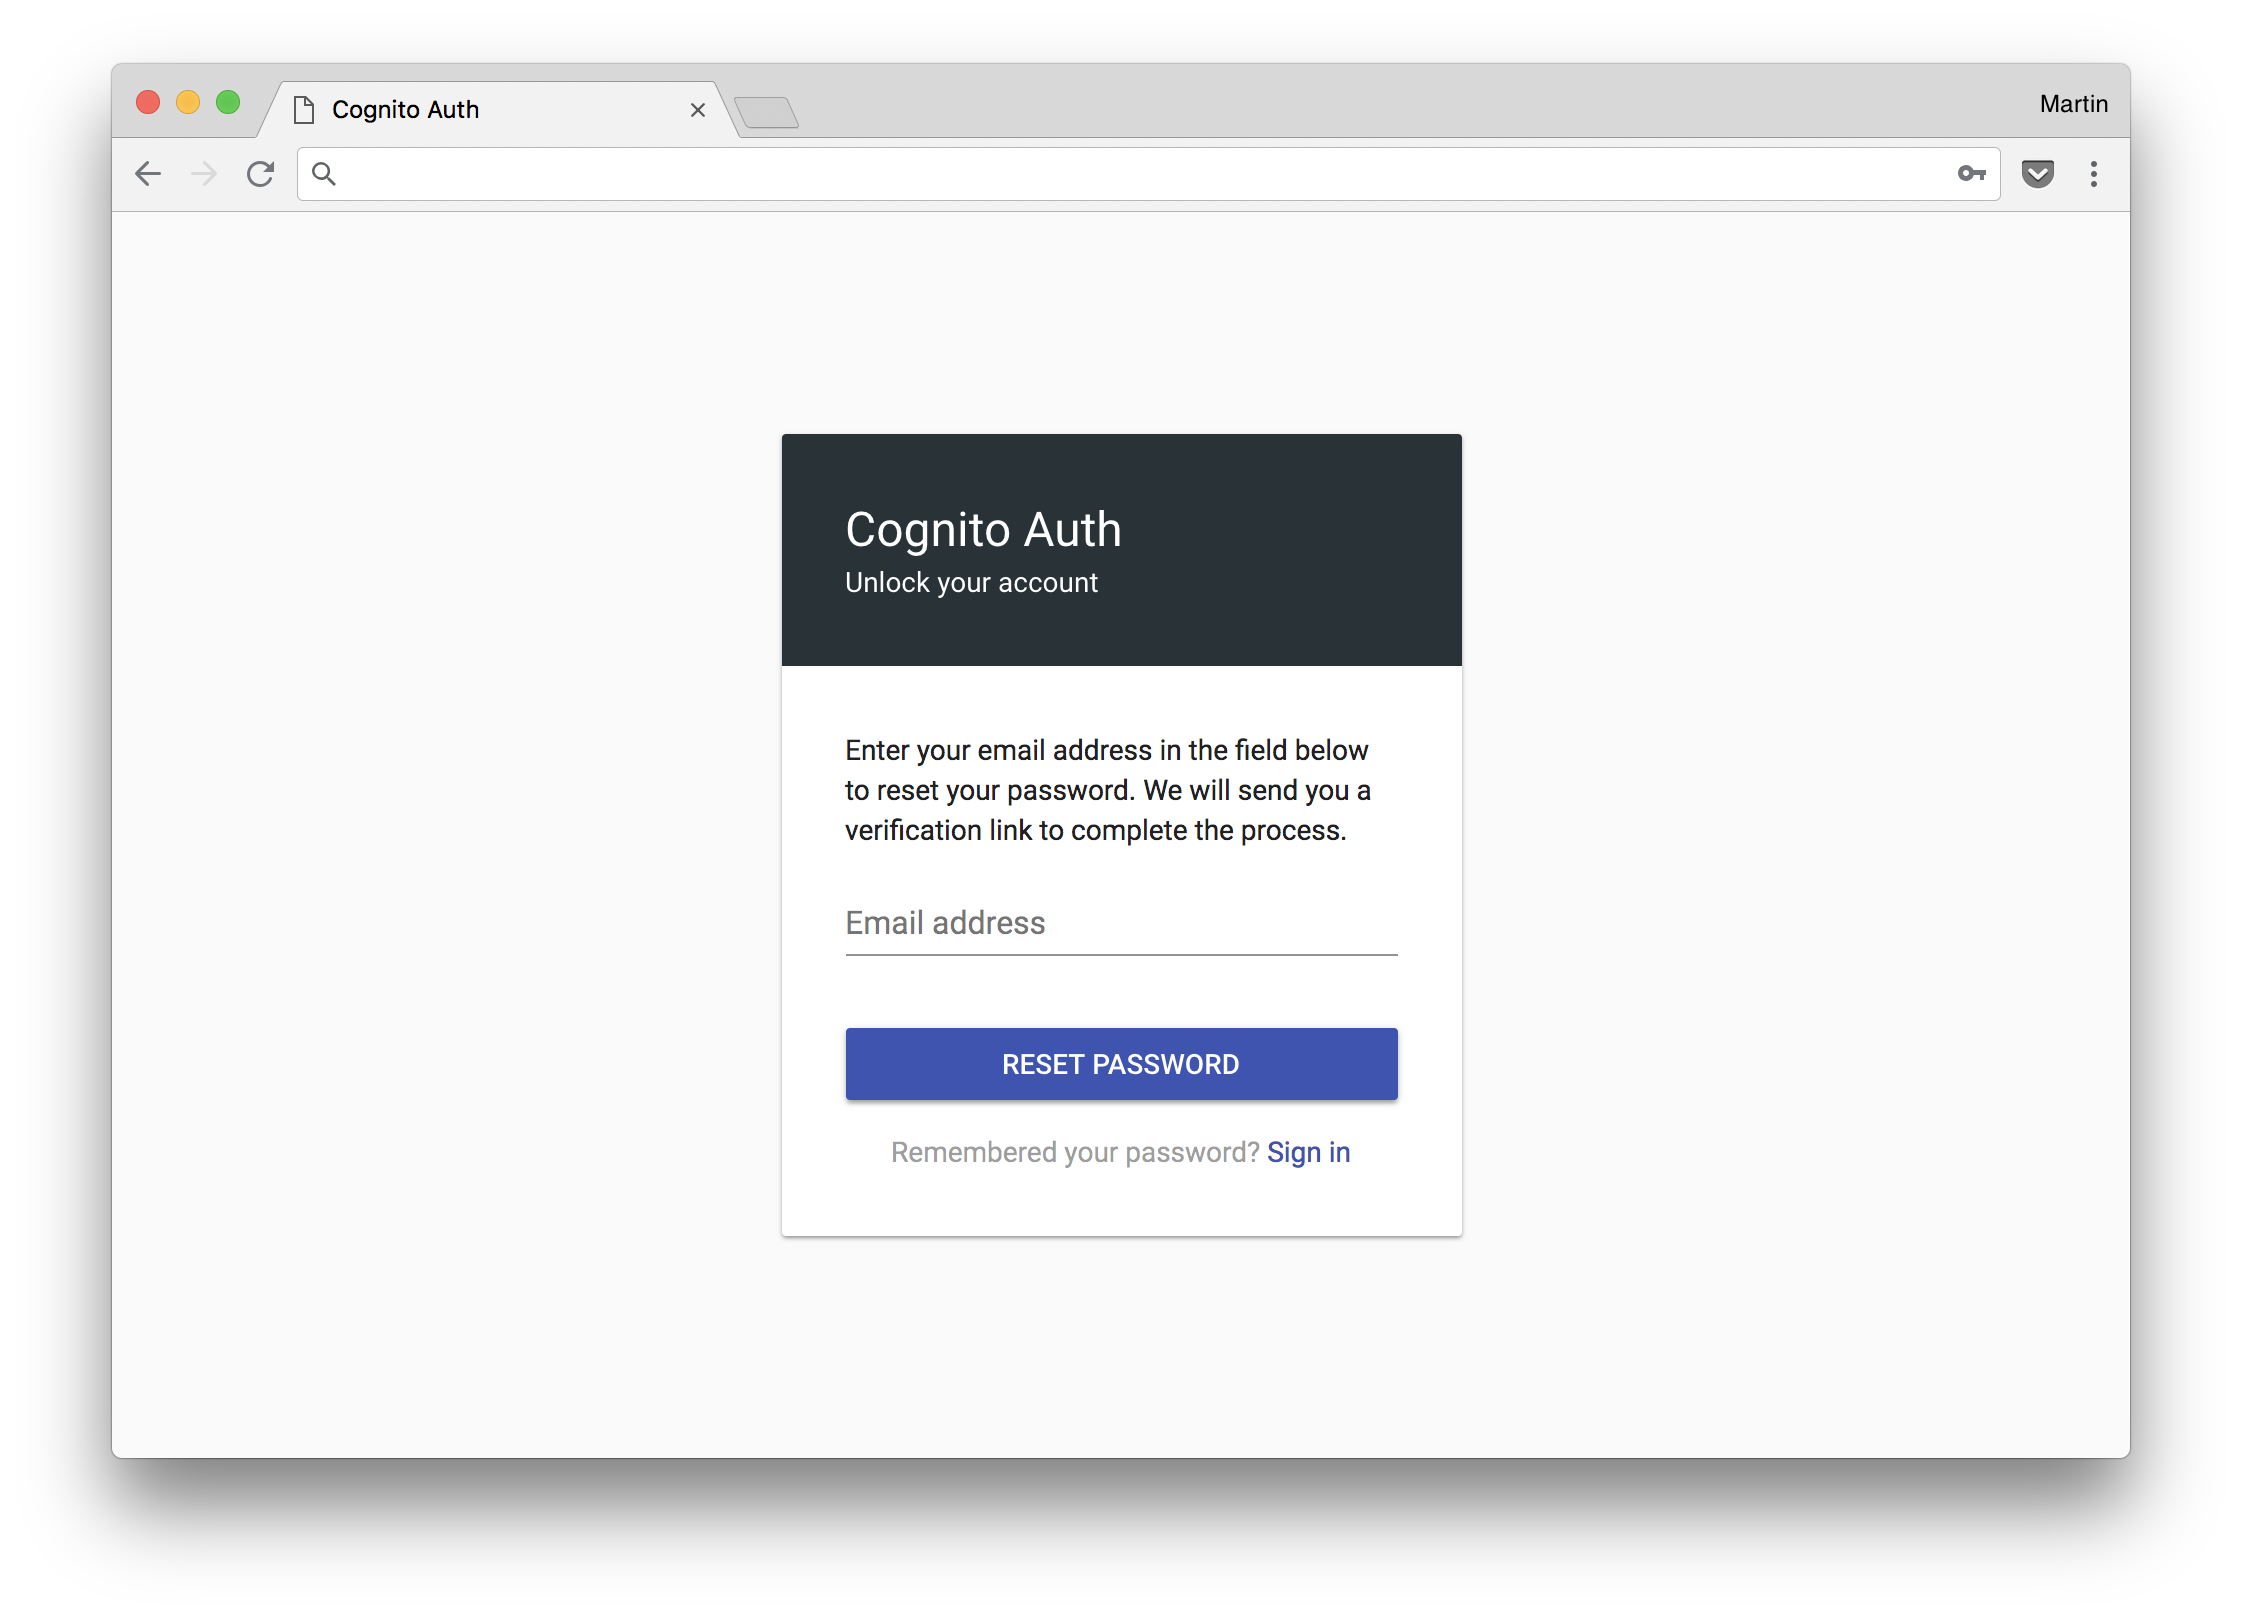 Cognito Auth
Martin
Cognito Auth
Unlock your account
Enter your email address in the field below
to reset your password. We will send you a
verification link to complete the process.
Email address
RESET PASSWORD
Remembered your password? Sign in